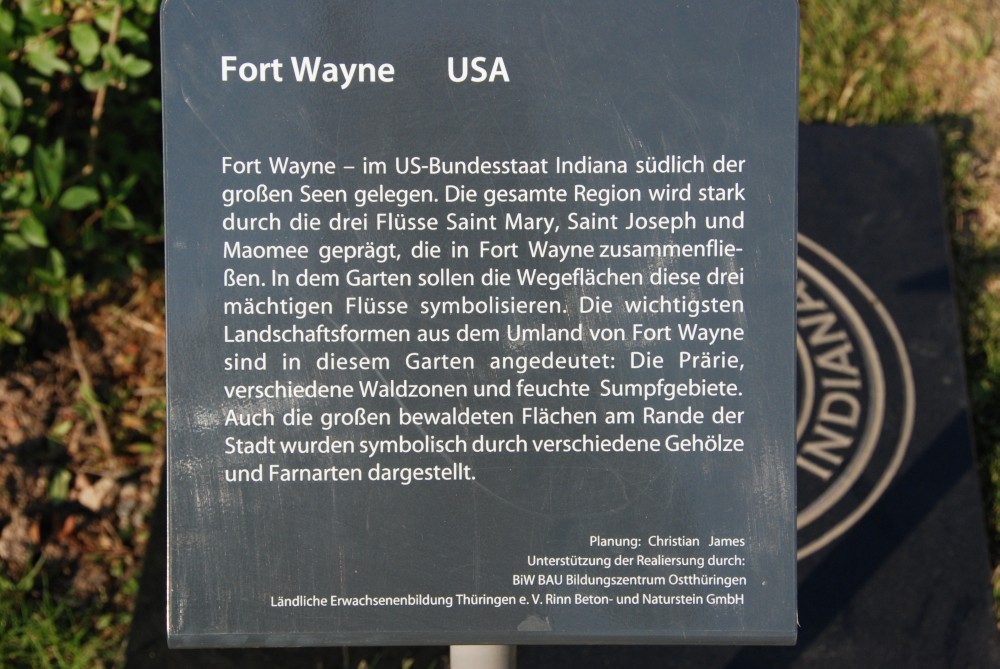 Fort Wayne USA
Fort Wayne – im US-Bundesstaat Indiana südlich der
großen Seen gelegen. Die gesamte Region wird stark
durch die drei Flüsse Saint Mary, Saint Joseph und
Maomee geprägt, die in Fort Wayne zusammenflie-
ßen. In dem Garten sollen die Wegeflächen diese drei
mächtigen Flüsse symbolisieren. Die wichtigsten
Landschaftsformen aus dem Umland von Fort Wayne
sind in diesem Garten angedeutet: Die Prärie,
verschiedene Waldzonen und feuchte Sumpfgebiete.
Auch die großen bewaldeten Flächen am Rande der
Stadt wurden symbolisch durch verschiedene Gehölze
und Farnarten dargestellt.
Planung: Christian James
Unterstützung der Realiersung durch:
BiW BAU Bildungszentrum Ostthüringen
Ländliche Erwachsenenbildung Thüringen e. V. Rinn Beton- und Naturstein GmbH
INDIANA